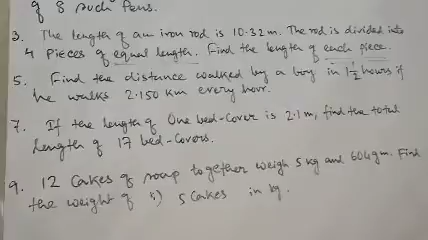 of 8 such Pens.
3. The length of an iron rod is 10.32 m. The rod is divided into
4 pieces of equal length. Find the length of each piece.
5. Find the distance walked by a boy in 1 1/2 hours if
he walks 2.150 km every hour.
7. If the length of One bed-Cover is 2.1 m, find the total
length of 17 bed-Covers.
9. 12 Cakes of soap together weigh 5 kg and 604 gm. Find
the weight of i) 5 Cakes in kg.